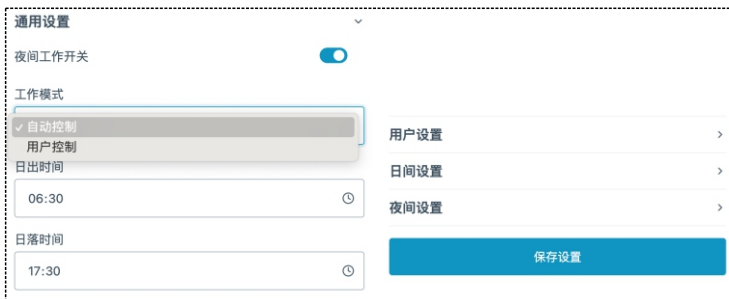 通用设置
夜间工作开关
工作模式
自动控制
用户控制
日出时间
06:30
日落时间
17:30
用户设置
日间设置
夜间设置
保存设置